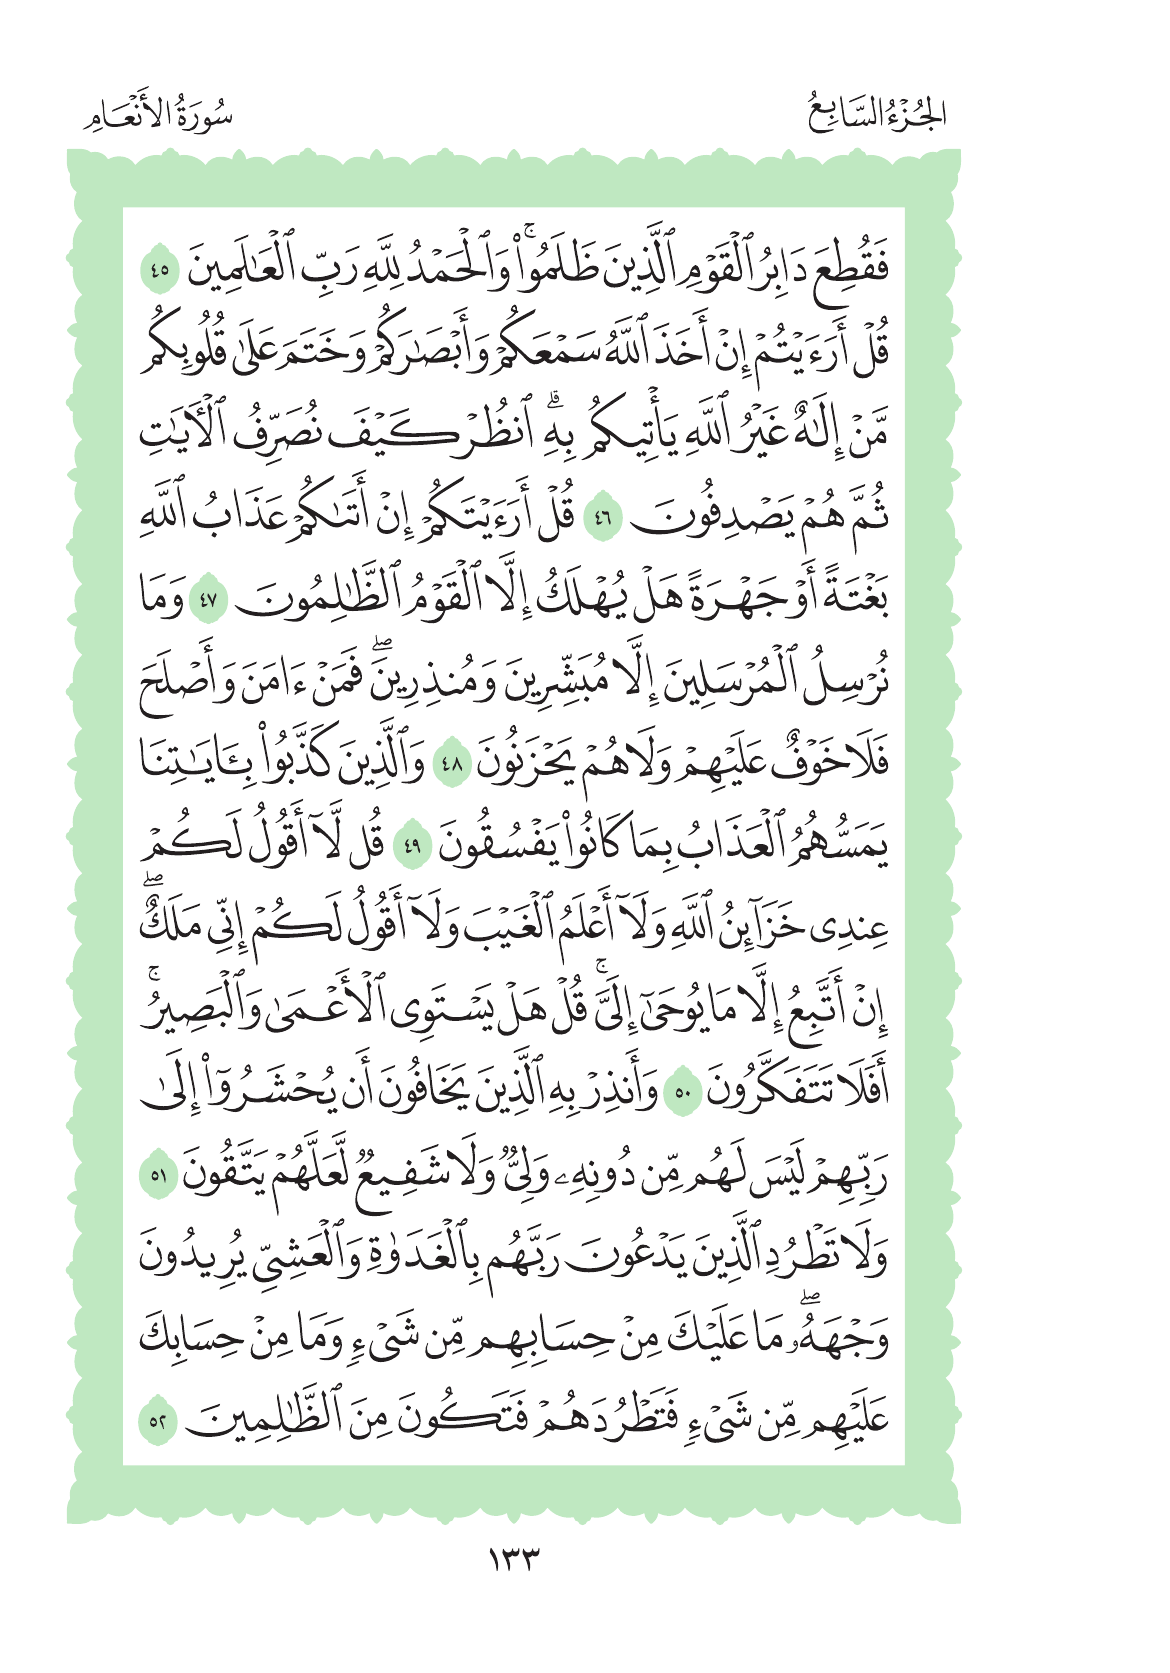 الجُزْءُ السَّابِعُ
سُورَةُ الأَنْعَامِ
فَقُطِعَ دَابِرُ ٱلْقَوْمِ ٱلَّذِينَ ظَلَمُوا۟ ۚ وَٱلْحَمْدُ لِلَّهِ رَبِّ ٱلْعَـٰلَمِينَ ٤٥
قُلْ أَرَءَيْتُمْ إِنْ أَخَذَ ٱللَّهُ سَمْعَكُمْ وَأَبْصَـٰرَكُمْ وَخَتَمَ عَلَىٰ قُلُوبِكُم
مَّنْ إِلَـٰهٌ غَيْرُ ٱللَّهِ يَأْتِيكُم بِهِ ۗ ٱنظُرْ كَيْفَ نُصَرِّفُ ٱلْـَٔايَـٰتِ
ثُمَّ هُمْ يَصْدِفُونَ ٤٦ قُلْ أَرَءَيْتَكُمْ إِنْ أَتَىٰكُمْ عَذَابُ ٱللَّهِ
بَغْتَةً أَوْ جَهْرَةً هَلْ يُهْلَكُ إِلَّا ٱلْقَوْمُ ٱلظَّـٰلِمُونَ ٤٧ وَمَا
نُرْسِلُ ٱلْمُرْسَلِينَ إِلَّا مُبَشِّرِينَ وَمُنذِرِينَ ۖ فَمَنْ ءَامَنَ وَأَصْلَحَ
فَلَا خَوْفٌ عَلَيْهِمْ وَلَا هُمْ يَحْزَنُونَ ٤٨ وَٱلَّذِينَ كَذَّبُوا۟ بِـَٔايَـٰتِنَا
يَمَسُّهُمُ ٱلْعَذَابُ بِمَا كَانُوا۟ يَفْسُقُونَ ٤٩ قُل لَّآ أَقُولُ لَكُمْ
عِندِى خَزَآئِنُ ٱللَّهِ وَلَآ أَعْلَمُ ٱلْغَيْبَ وَلَآ أَقُولُ لَكُمْ إِنِّى مَلَكٌ ۖ
إِنْ أَتَّبِعُ إِلَّا مَا يُوحَىٰٓ إِلَىَّ ۚ قُلْ هَلْ يَسْتَوِى ٱلْأَعْمَىٰ وَٱلْبَصِيرُ ۚ
أَفَلَا تَتَفَكَّرُونَ ٥٠ وَأَنذِرْ بِهِ ٱلَّذِينَ يَخَافُونَ أَن يُحْشَرُوٓا۟ إِلَىٰ
رَبِّهِمْ لَيْسَ لَهُم مِّن دُونِهِۦ وَلِىٌّ وَلَا شَفِيعٌ لَّعَلَّهُمْ يَتَّقُونَ ٥١
وَلَا تَطْرُدِ ٱلَّذِينَ يَدْعُونَ رَبَّهُم بِٱلْغَدَوٰةِ وَٱلْعَشِىِّ يُرِيدُونَ
وَجْهَهُۥ ۖ مَا عَلَيْكَ مِنْ حِسَابِهِم مِّن شَىْءٍ وَمَا مِنْ حِسَابِكَ
عَلَيْهِم مِّن شَىْءٍ فَتَطْرُدَهُمْ فَتَكُونَ مِنَ ٱلظَّـٰلِمِينَ ٥٢
١٣٣